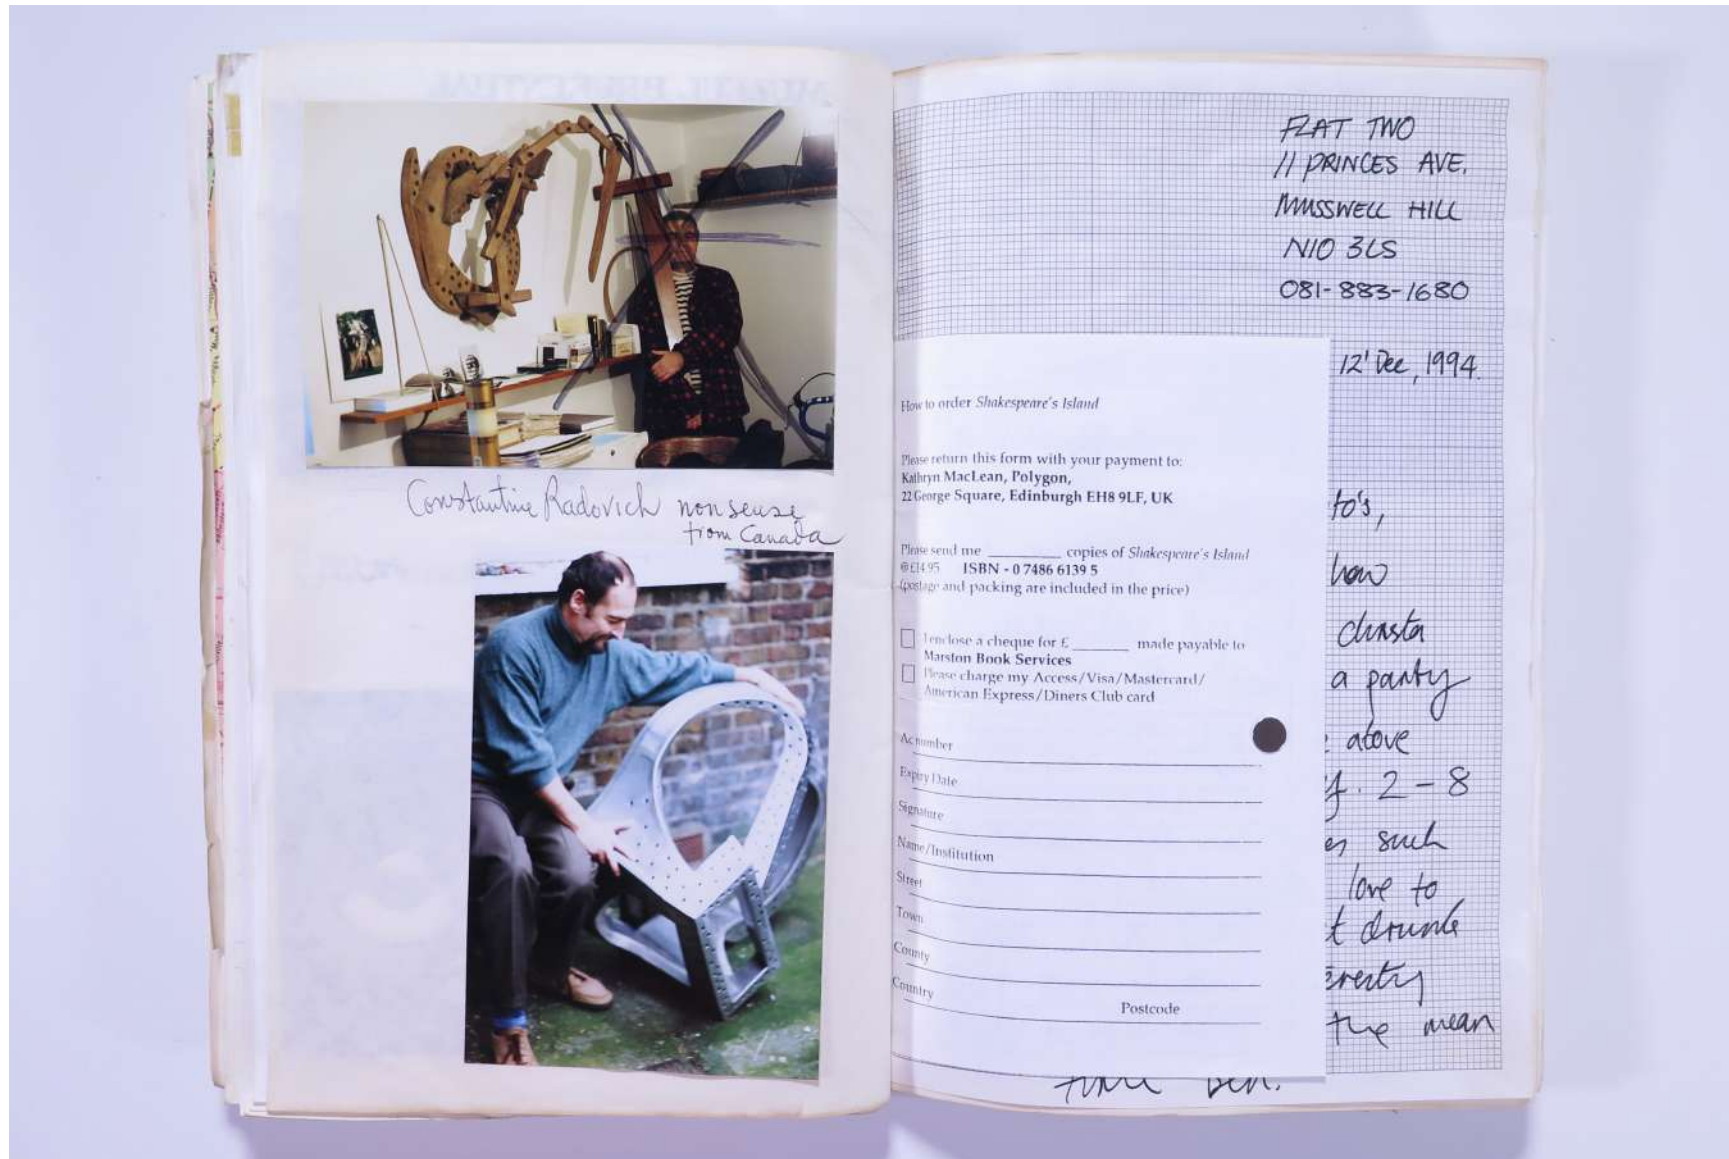 Constantine Radovich nonsense
from Canada
FLAT TWO
11 PRINCES AVE.
MUSSWELL HILL
N10 3LS
081-883-1680
12' Dec, 1994.
How to order Shakespeare's Island
Please return this form with your payment to:
Kathryn MacLean, Polygon,
22 George Square, Edinburgh EH8 9LF, UK
Please send me ________ copies of Shakespeare's Island
@ £14.95 ISBN - 0 7486 6139 5
(postage and packing are included in the price)
I enclose a cheque for £ ______ made payable to
Marston Book Services
Please charge my Access/Visa/Mastercard/
American Express/Diners Club card
Ac number
Expiry Date
Signature
Name/Institution
Street
Town
County
Country
Postcode
to's,
how
a party
above
2 - 8
such
love to
drunk
the mean
time Ben.